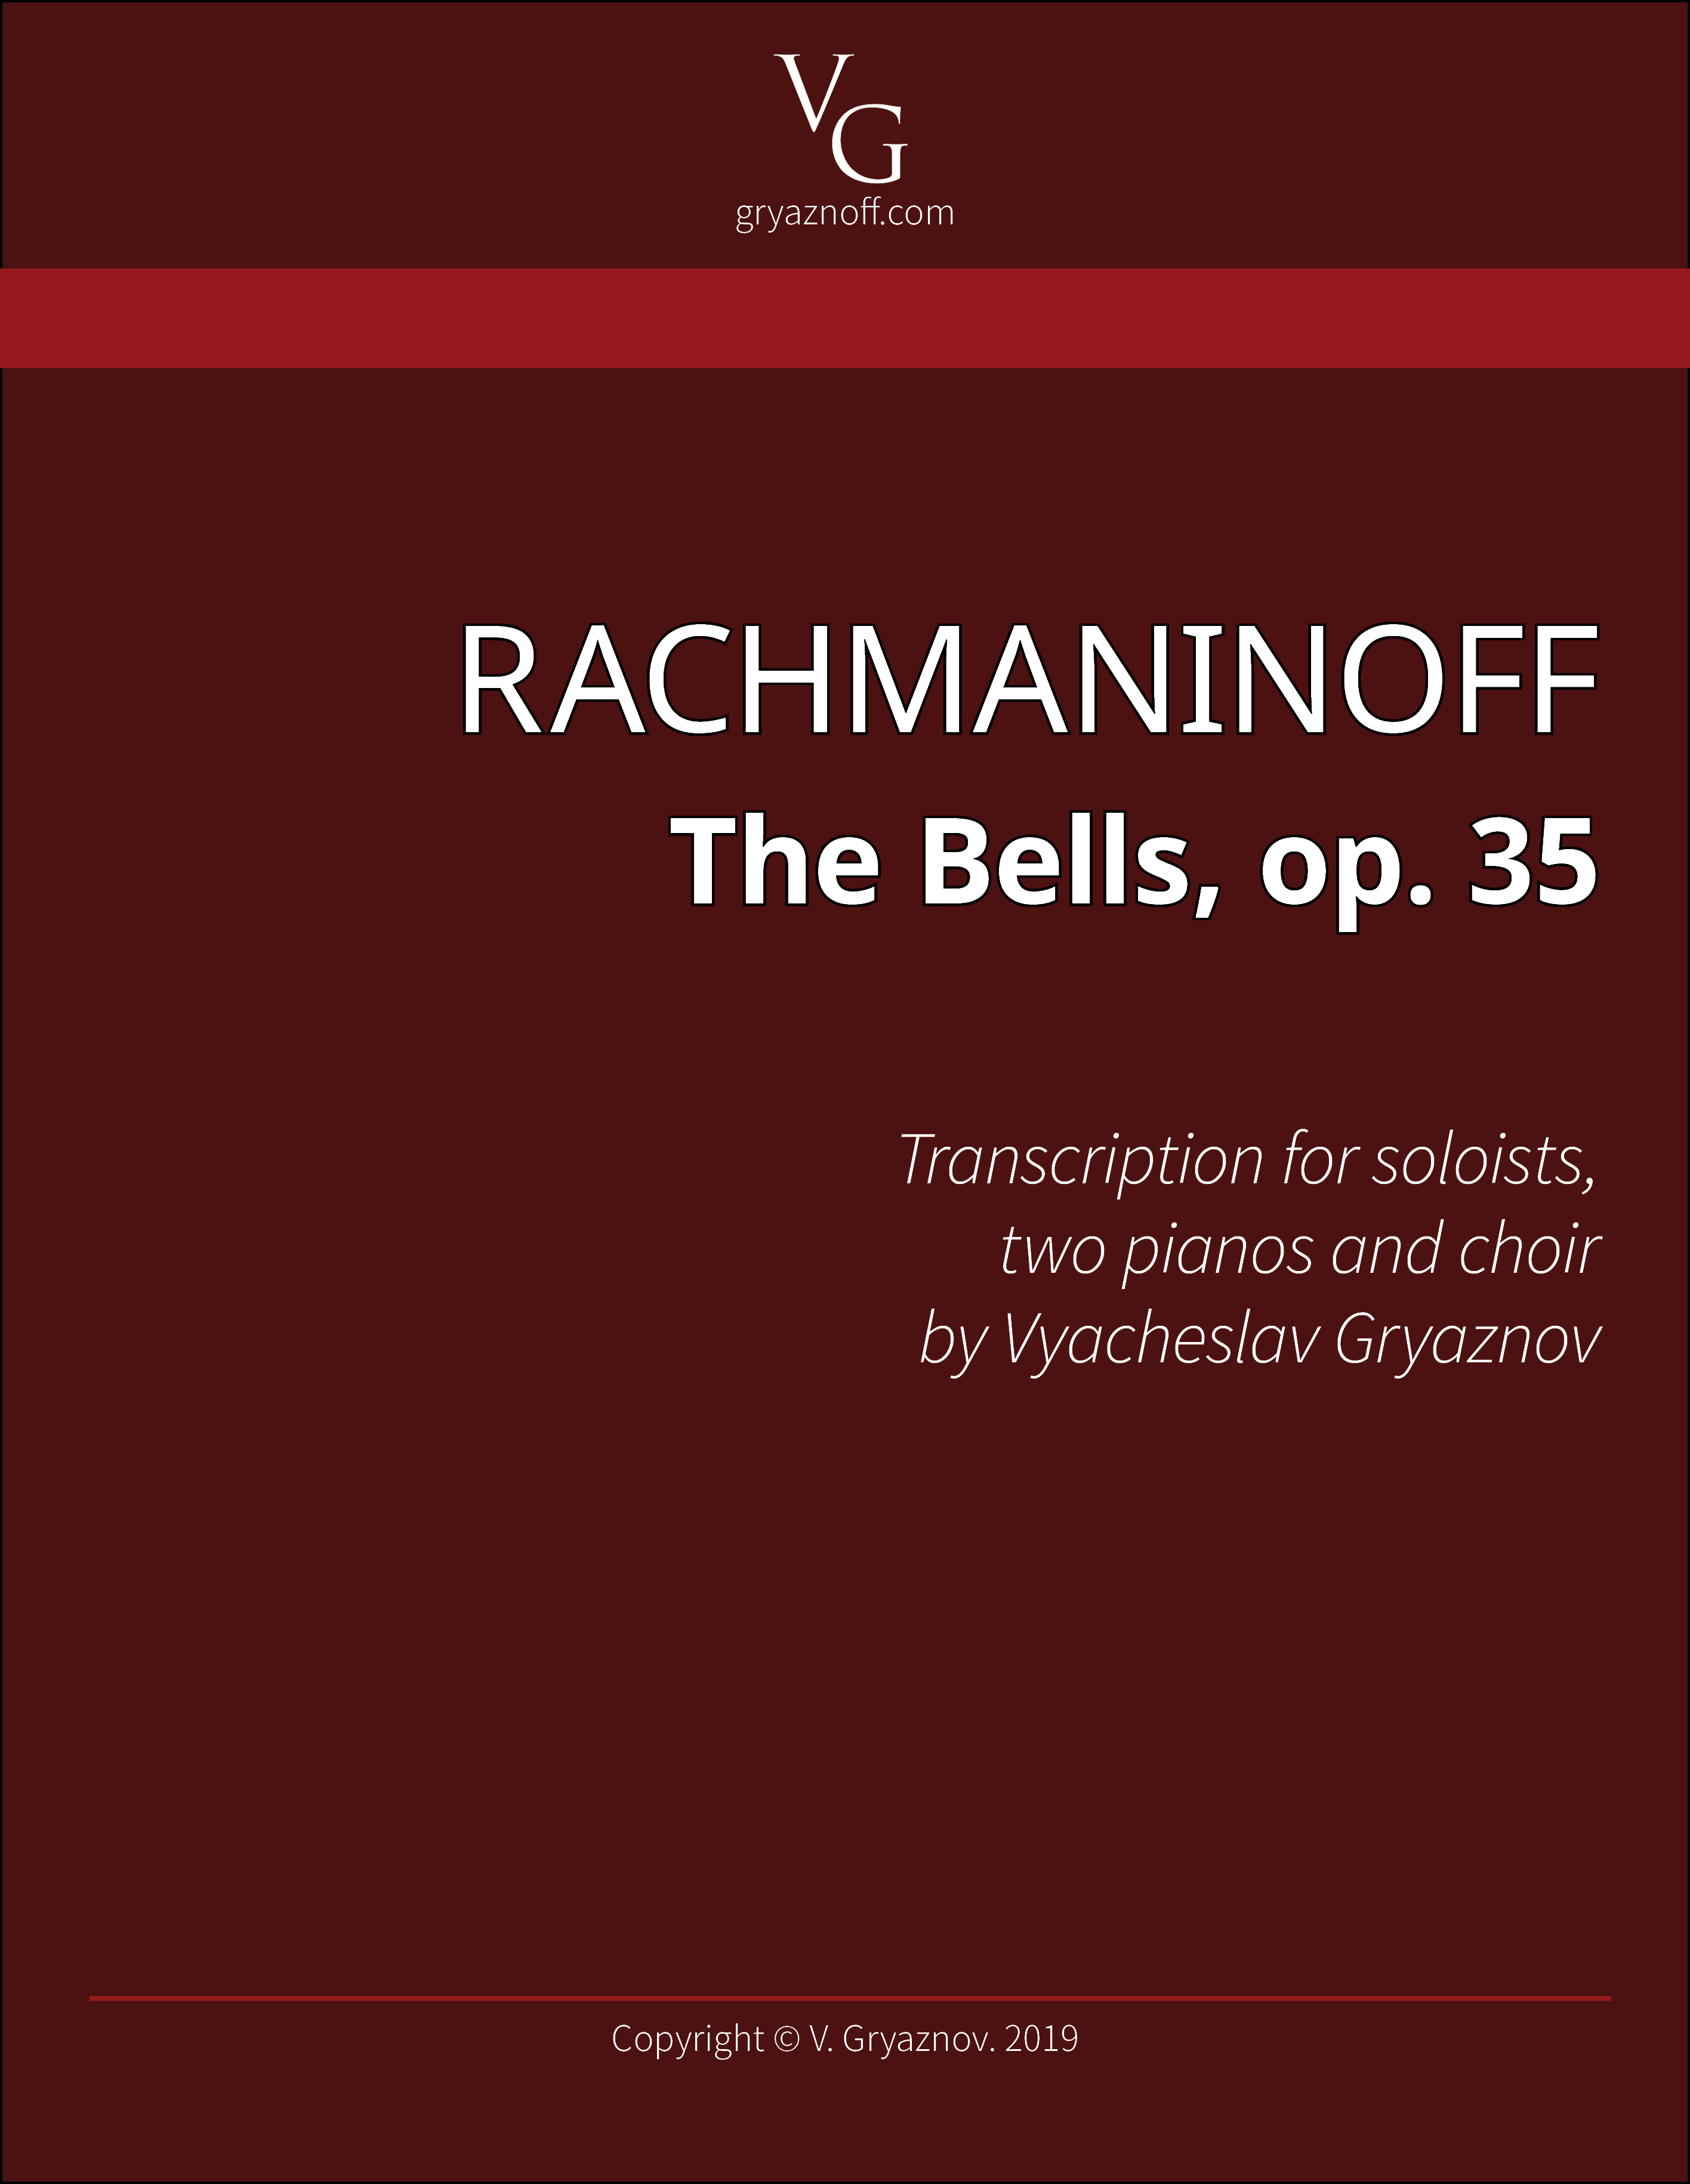 VG
gryaznoff.com
RACHMANINOFF
The Bells, op. 35
Transcription for soloists,
two pianos and choir
by Vyacheslav Gryaznov
Copyright © V. Gryaznov. 2019